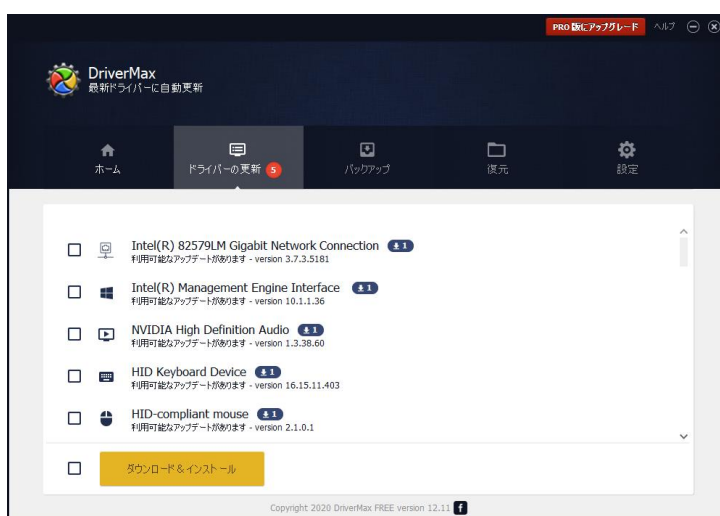 PRO 版にアップグレード ヘルプ
DriverMax
最新ドライバーに自動更新
ホーム ドライバーの更新 5 バックアップ 復元 設定
Intel(R) 82579LM Gigabit Network Connection 1
利用可能なアップデートがあります - version 3.7.3.5181
Intel(R) Management Engine Interface 1
利用可能なアップデートがあります - version 10.1.1.36
NVIDIA High Definition Audio 1
利用可能なアップデートがあります - version 1.3.38.60
HID Keyboard Device 1
利用可能なアップデートがあります - version 16.15.11.403
HID-compliant mouse 1
利用可能なアップデートがあります - version 2.1.0.1
ダウンロード & インストール
Copyright 2020 DriverMax FREE version 12.11 f